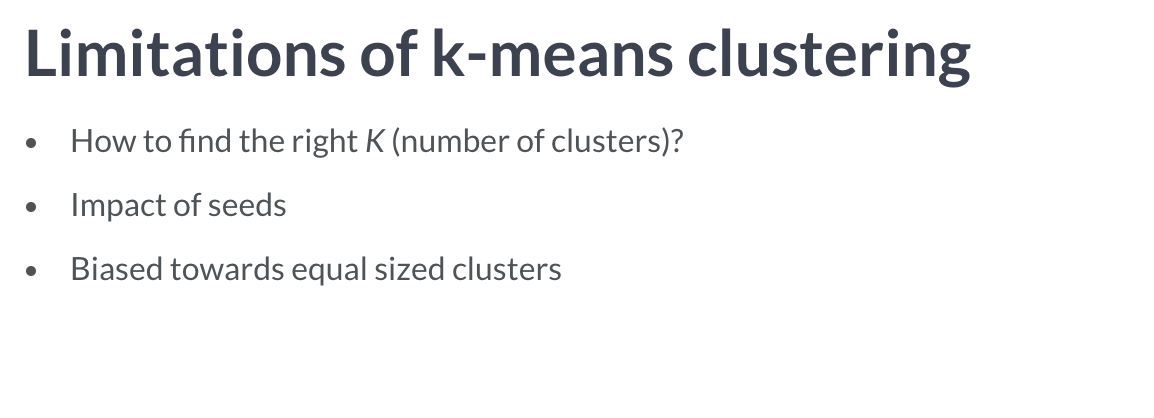 Limitations of k-means clustering
• How to find the right K (number of clusters)?
• Impact of seeds
• Biased towards equal sized clusters